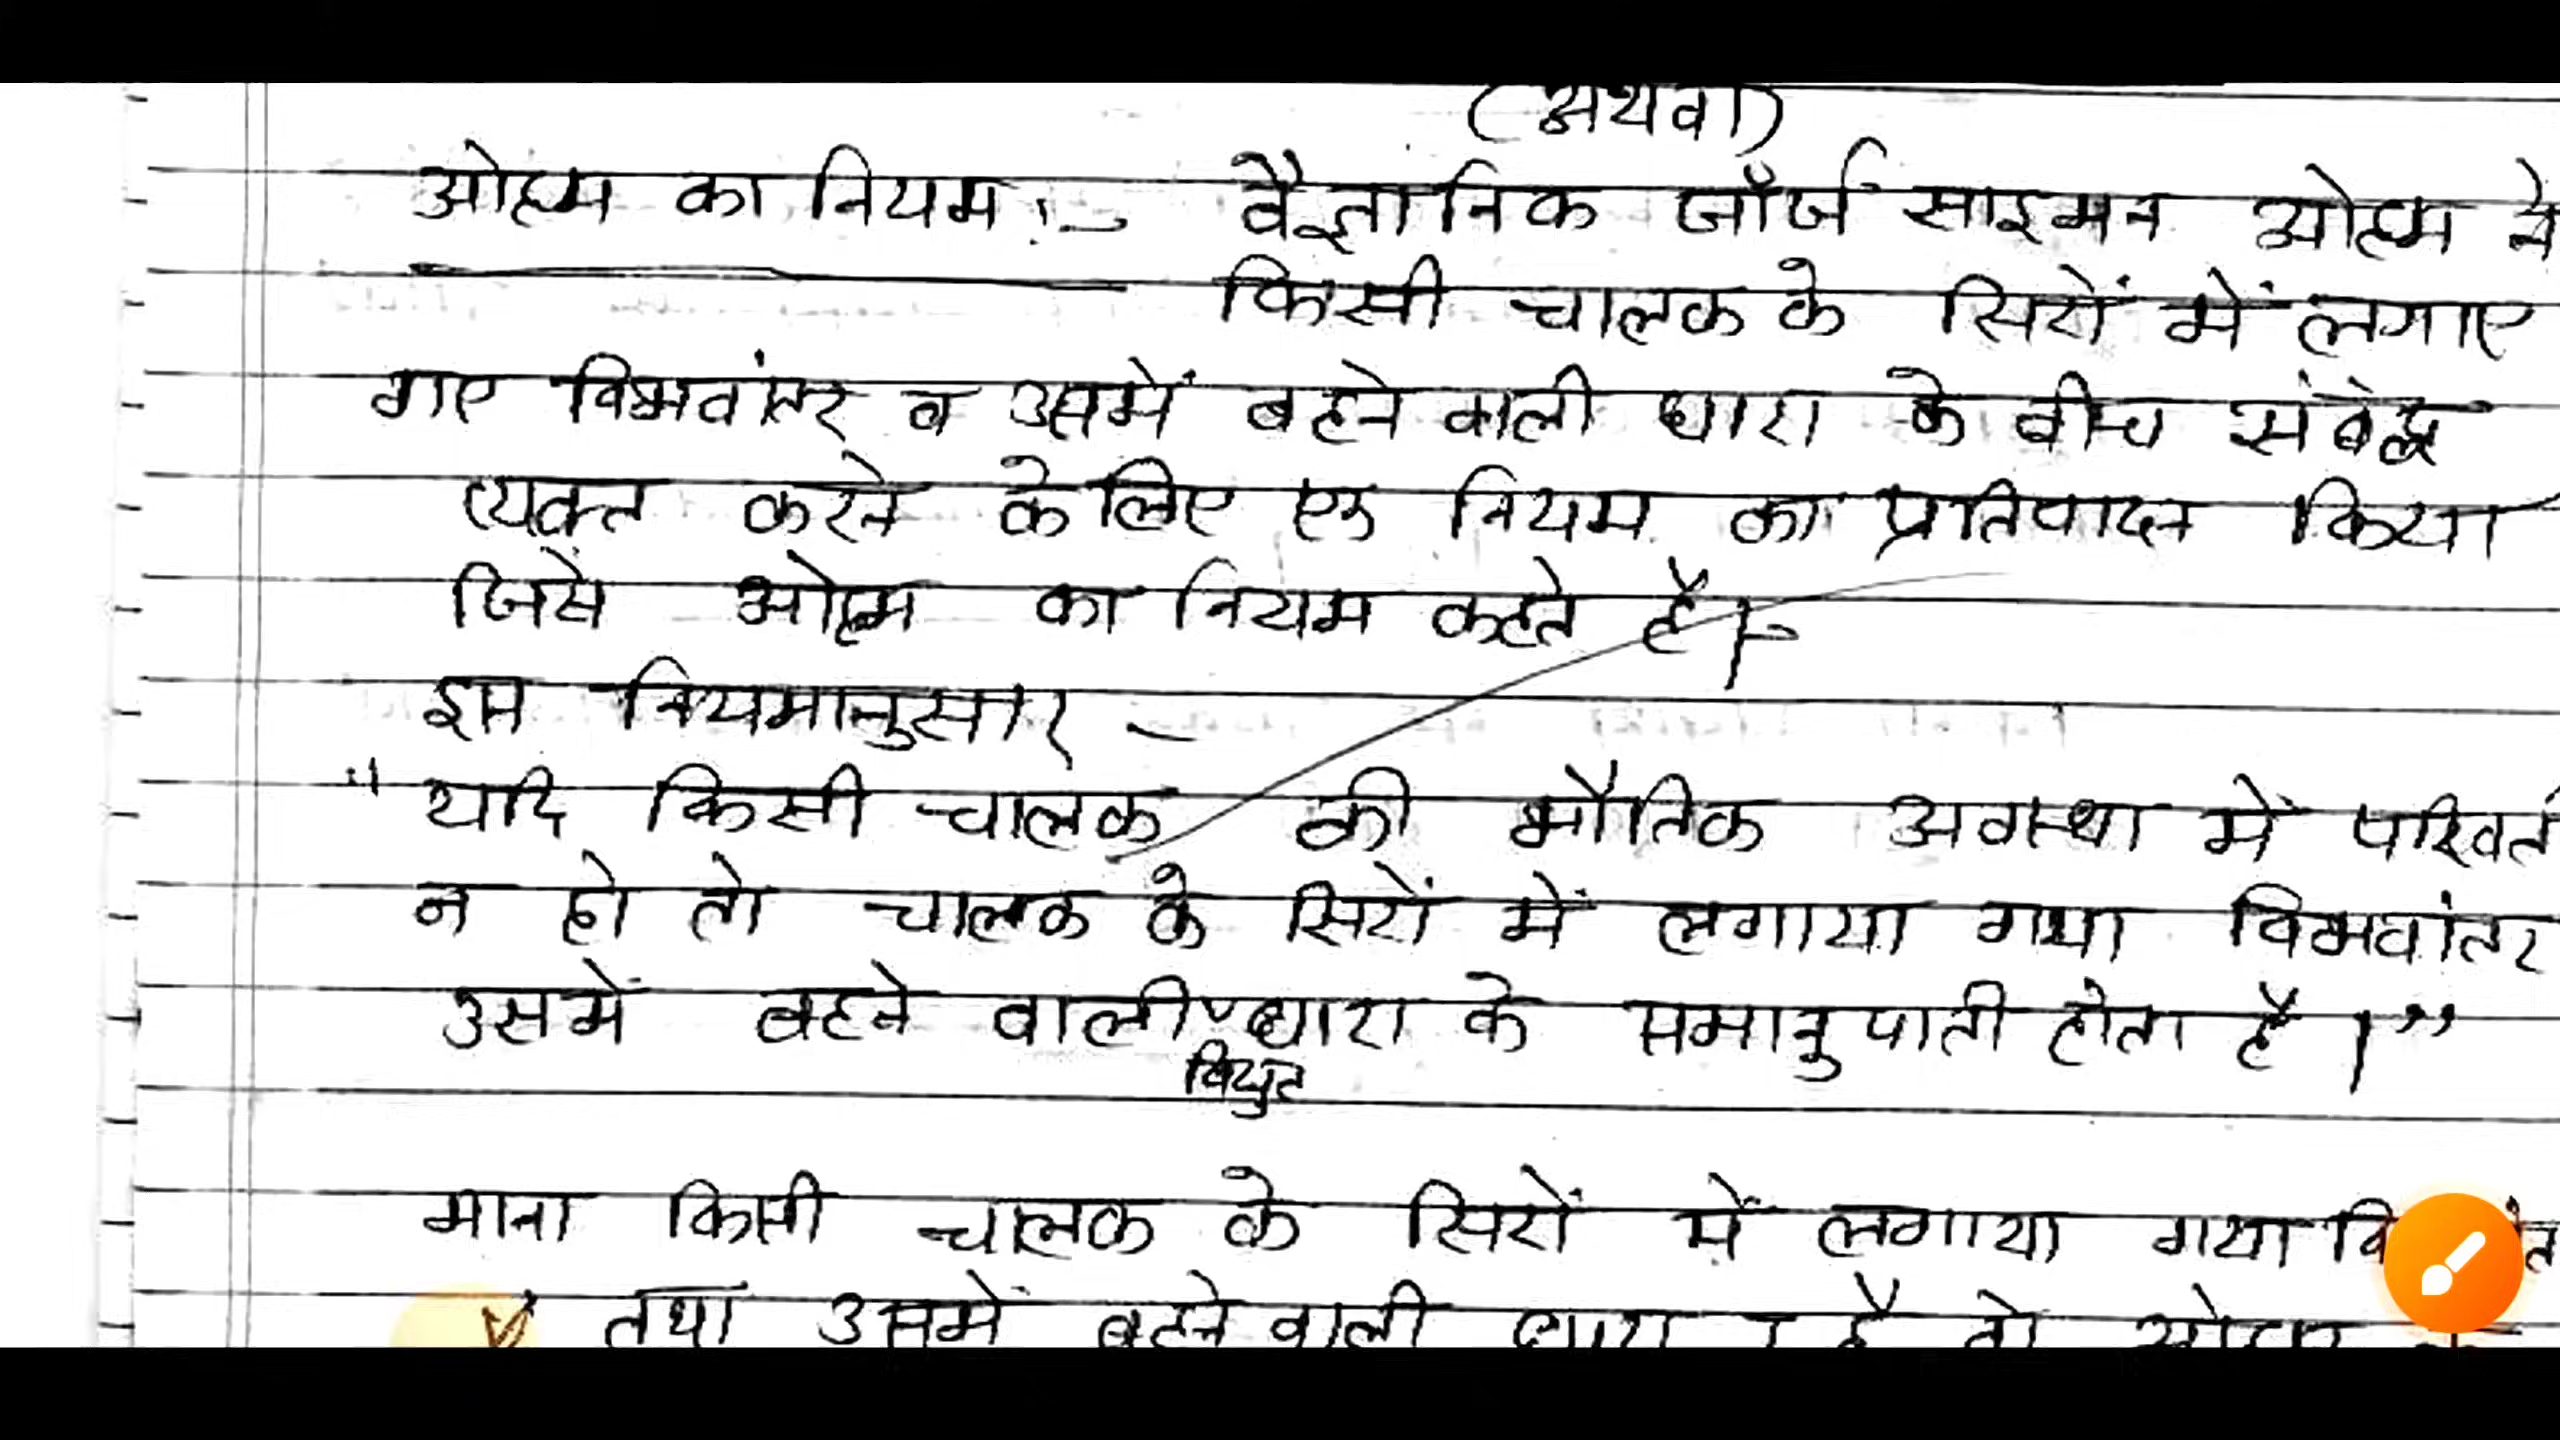 (अथवा)
ओह्म का नियम :- वैज्ञानिक जॉर्ज साइमन ओह्म ने
किसी चालक के सिरों में लगाए
गए विभवांतर व उसमें बहने वाली धारा के बीच संबंध
व्यक्त करने के लिए एक नियम का प्रतिपादन किया
जिसे ओह्म का नियम कहते है।
इस नियमानुसार -
"यदि किसी चालक की भौतिक अवस्था में परिवर्त
न हो तो चालक के सिरों में लगाया गया विभवांतर
उसमें बहने वाली धारा के समानुपाती होता है।"
विद्युत
माना किसी चालक के सिरों में लगाया गया
V तथा उसमें बहने वाली धारा I है तो ओह्म